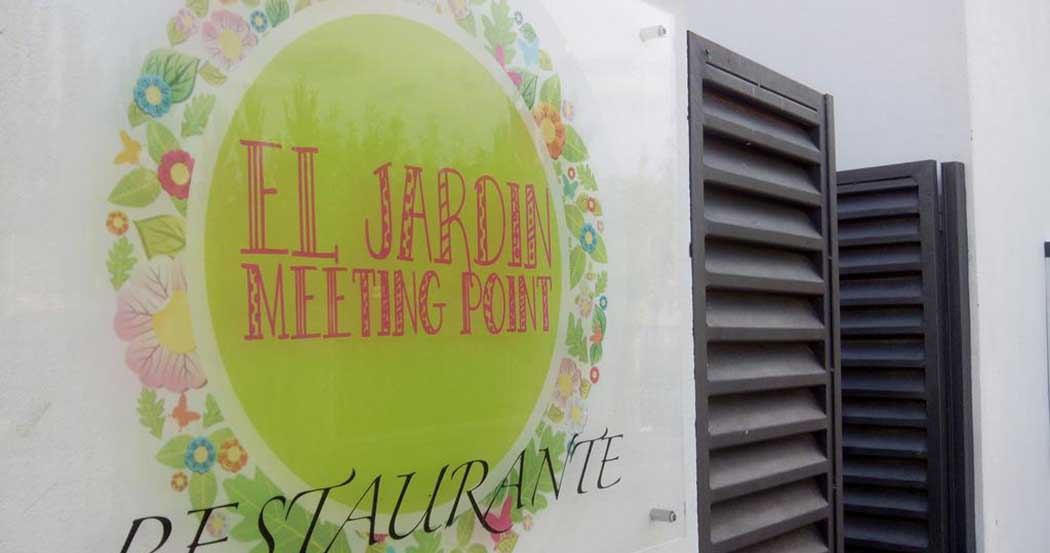 EL JARDIN
MEETING POINT
RESTAURANTE